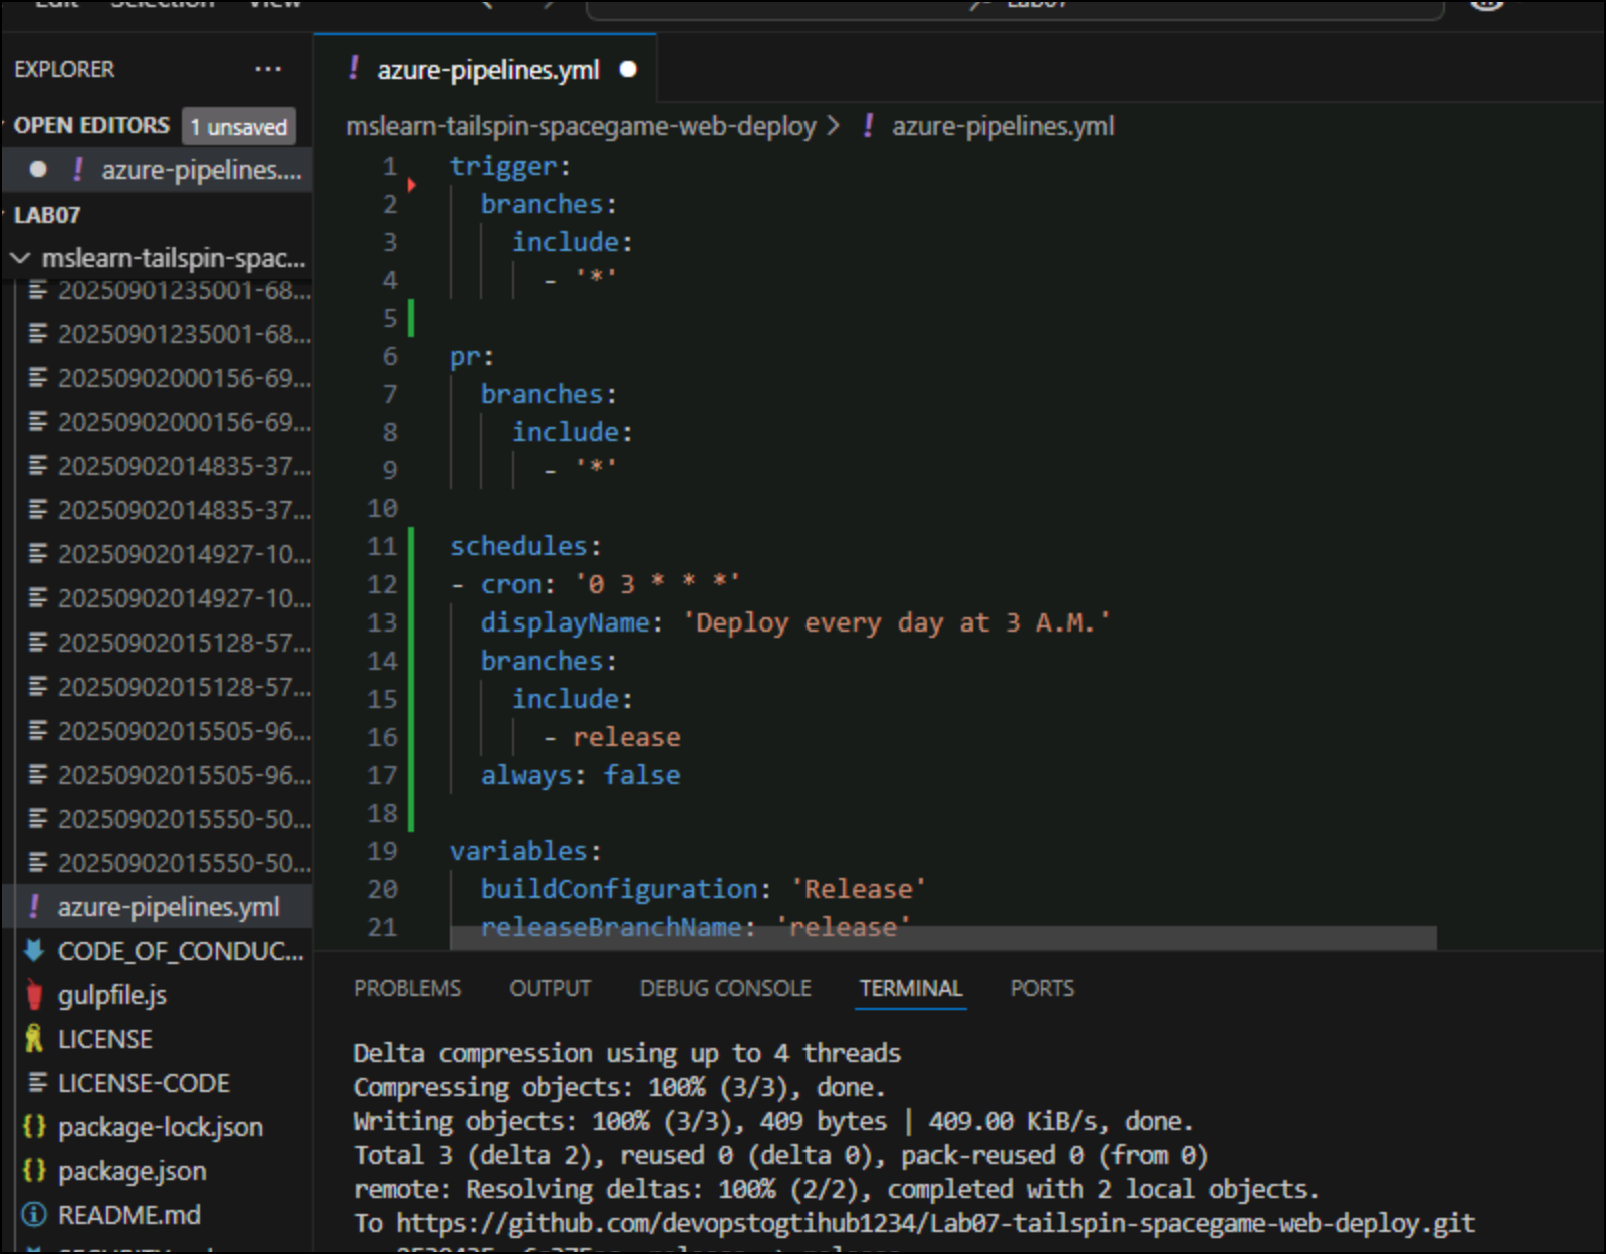 Edit Selection View
Lab07
EXPLORER ...
OPEN EDITORS 1 unsaved
azure-pipelines....
LAB07
mslearn-tailspin-spac...
20250901235001-68...
20250901235001-68...
20250902000156-69...
20250902000156-69...
20250902014835-37...
20250902014835-37...
20250902014927-10...
20250902014927-10...
20250902015128-57...
20250902015128-57...
20250902015505-96...
20250902015505-96...
20250902015550-50...
20250902015550-50...
! azure-pipelines.yml
CODE_OF_CONDUC...
gulpfile.js
LICENSE
LICENSE-CODE
{} package-lock.json
{} package.json
README.md
! azure-pipelines.yml
mslearn-tailspin-spacegame-web-deploy > ! azure-pipelines.yml
1 trigger:
2 branches:
3 include:
4 - '*'
5
6 pr:
7 branches:
8 include:
9 - '*'
10
11 schedules:
12 - cron: '0 3 * * *'
13 displayName: 'Deploy every day at 3 A.M.'
14 branches:
15 include:
16 - release
17 always: false
18
19 variables:
20 buildConfiguration: 'Release'
21 releaseBranchName: 'release'
PROBLEMS OUTPUT DEBUG CONSOLE TERMINAL PORTS
Delta compression using up to 4 threads
Compressing objects: 100% (3/3), done.
Writing objects: 100% (3/3), 409 bytes | 409.00 KiB/s, done.
Total 3 (delta 2), reused 0 (delta 0), pack-reused 0 (from 0)
remote: Resolving deltas: 100% (2/2), completed with 2 local objects.
To https://github.com/devopstogtihub1234/Lab07-tailspin-spacegame-web-deploy.git